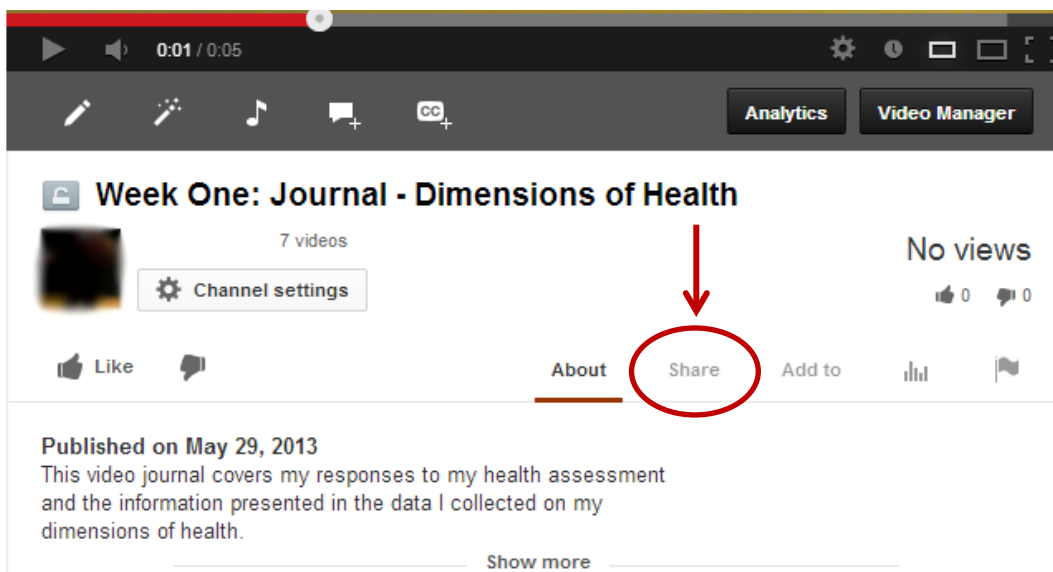 0:01 / 0:05
CC
Analytics
Video Manager
Week One: Journal - Dimensions of Health
7 videos
No views
Channel settings
0
0
Like
About
Share
Add to
Published on May 29, 2013
This video journal covers my responses to my health assessment
and the information presented in the data I collected on my
dimensions of health.
Show more